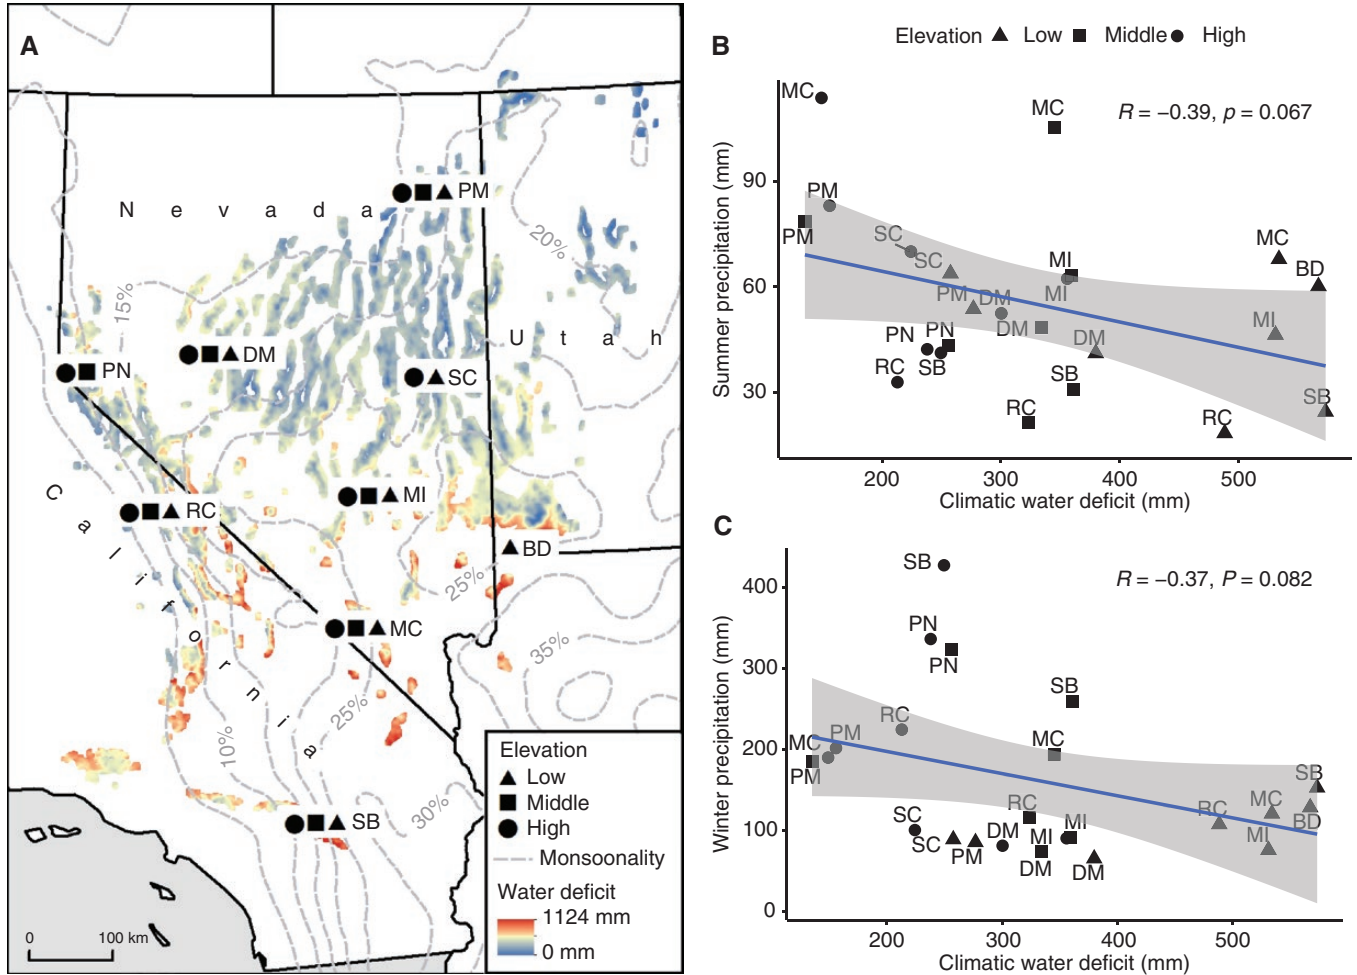 A
N e v a d a
PM
20%
15%
U t a h
DM
PN
SC
MI
RC
BD
C a l i f o r n i a
25%
MC
35%
25%
10%
30%
SB
Elevation
Low
Middle
High
Monsoonality
Water deficit
1124 mm
0 mm
0 100 km
B
Elevation Low Middle High
R = −0.39, p = 0.067
Summer precipitation (mm)
90
60
30
MC
MC
PM
PM
SC
SC
MC
BD
MI
MI
PM
DM
DM
MI
PN
PN
DM
RC
SB
SB
SB
RC
RC
200 300 400 500
Climatic water deficit (mm)
C
R = −0.37, P = 0.082
Winter precipitation (mm)
400
300
200
100
0
SB
PN
PN
SB
RC
PM
MC
MC
PM
SB
RC
MC
RC
BD
SC
SC
DM
MI
MI
MI
PM
DM
DM
200 300 400 500
Climatic water deficit (mm)